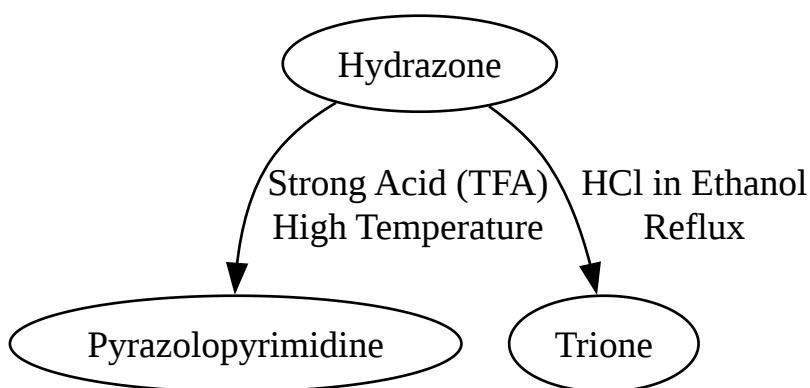 Hydrazone
Strong Acid (TFA)
High Temperature
HCl in Ethanol
Reflux
Pyrazolopyrimidine
Trione